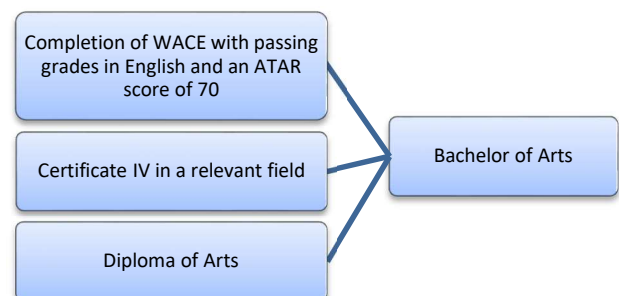 Completion of WACE with passing
grades in English and an ATAR
score of 70
Certificate IV in a relevant field
Bachelor of Arts
Diploma of Arts